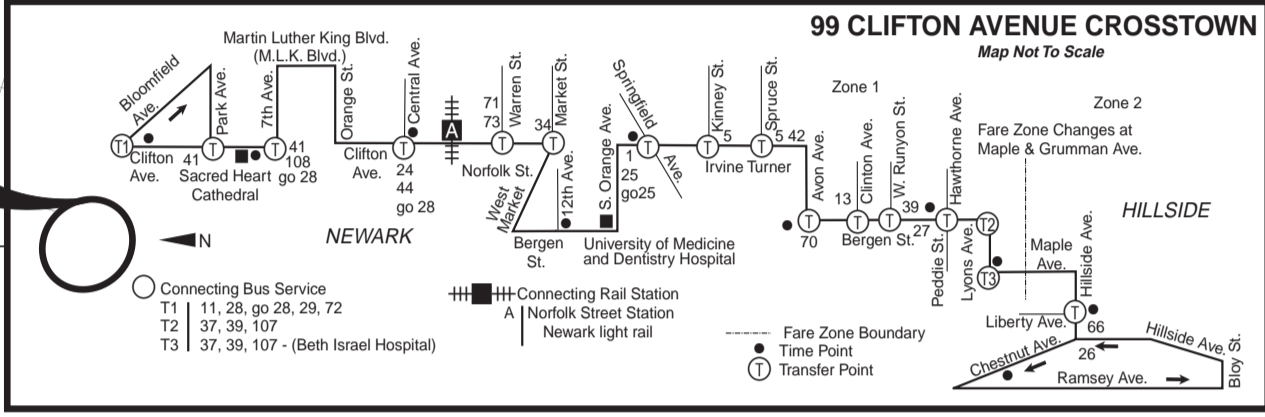 99 CLIFTON AVENUE CROSSTOWN
Map Not To Scale
Martin Luther King Blvd.
(M.L.K. Blvd.)
Bloomfield
Ave.
Park Ave.
7th Ave.
Orange St.
Central Ave.
Warren St.
Market St.
Springfield
Ave.
Kinney St.
Spruce St.
Zone 1
Zone 2
Fare Zone Changes at
Maple & Grumman Ave.
T1
Clifton
Ave.
41
T
Sacred Heart
Cathedral
T
41
108
go 28
Clifton
Ave.
T
24
44
go 28
A
71
73
T
Norfolk St.
34
T
West
Market
12th Ave.
S. Orange Ave.
Bergen
St.
University of Medicine
and Dentistry Hospital
1
25
go25
T
T
5
T
5 42
Irvine Turner
Avon Ave.
T
70
13
Clinton Ave.
T
W. Runyon St.
T
39
27
Bergen St.
Hawthorne Ave.
T
Peddie St.
Lyons Ave.
T2
T3
Maple
Ave.
Hillside Ave.
HILLSIDE
NEWARK
N
Liberty Ave.
T
66
26
Chestnut Ave.
Hillside Ave.
Bloy St.
Ramsey Ave.
Connecting Bus Service
T1 11, 28, go 28, 29, 72
T2 37, 39, 107
T3 37, 39, 107 - (Beth Israel Hospital)
Connecting Rail Station
A Norfolk Street Station
Newark light rail
Fare Zone Boundary
Time Point
T Transfer Point